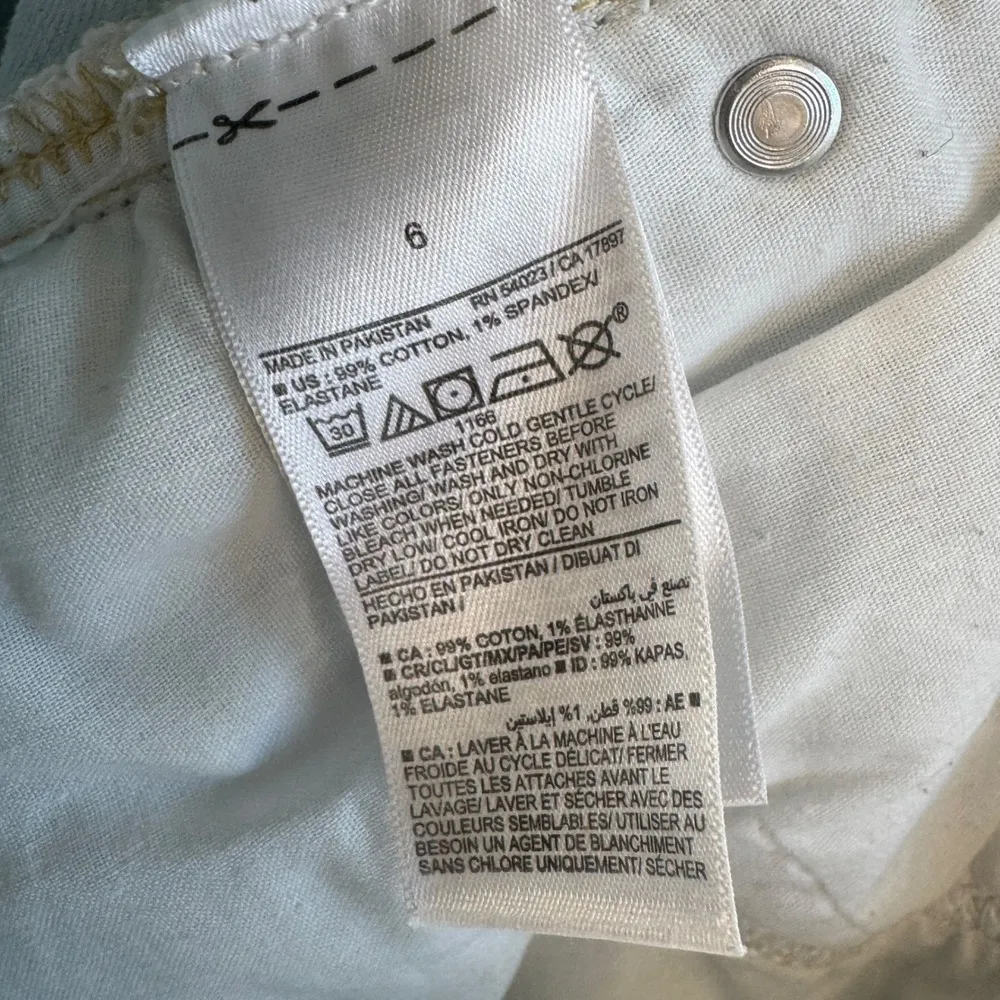 6
MADE IN PAKISTAN RN 54023 / CA 17897
■ US : 99% COTTON, 1% SPANDEX/
ELASTANE
30 ®
1166
MACHINE WASH COLD GENTLE CYCLE/
CLOSE ALL FASTENERS BEFORE
WASHING/ WASH AND DRY WITH
LIKE COLORS/ ONLY NON-CHLORINE
BLEACH WHEN NEEDED/ TUMBLE
DRY LOW/ COOL IRON/ DO NOT IRON
LABEL/ DO NOT DRY CLEAN
HECHO EN PAKISTAN / DIBUAT DI
PAKISTAN /
تصنع في باكستان
■ CA : 99% COTON, 1% ÉLASTHANNE
■ CR/CL/GT/MX/PA/PE/SV : 99%
algodón, 1% elastano ■ ID : 99% KAPAS,
1% ELASTANE
■ AE : 99% قطن, 1% إيلاستين
■ CA : LAVER À LA MACHINE À L'EAU
FROIDE AU CYCLE DÉLICAT/ FERMER
TOUTES LES ATTACHES AVANT LE
LAVAGE/ LAVER ET SÉCHER AVEC DES
COULEURS SEMBLABLES/ UTILISER AU
BESOIN UN AGENT DE BLANCHIMENT
SANS CHLORE UNIQUEMENT/ SÉCHER